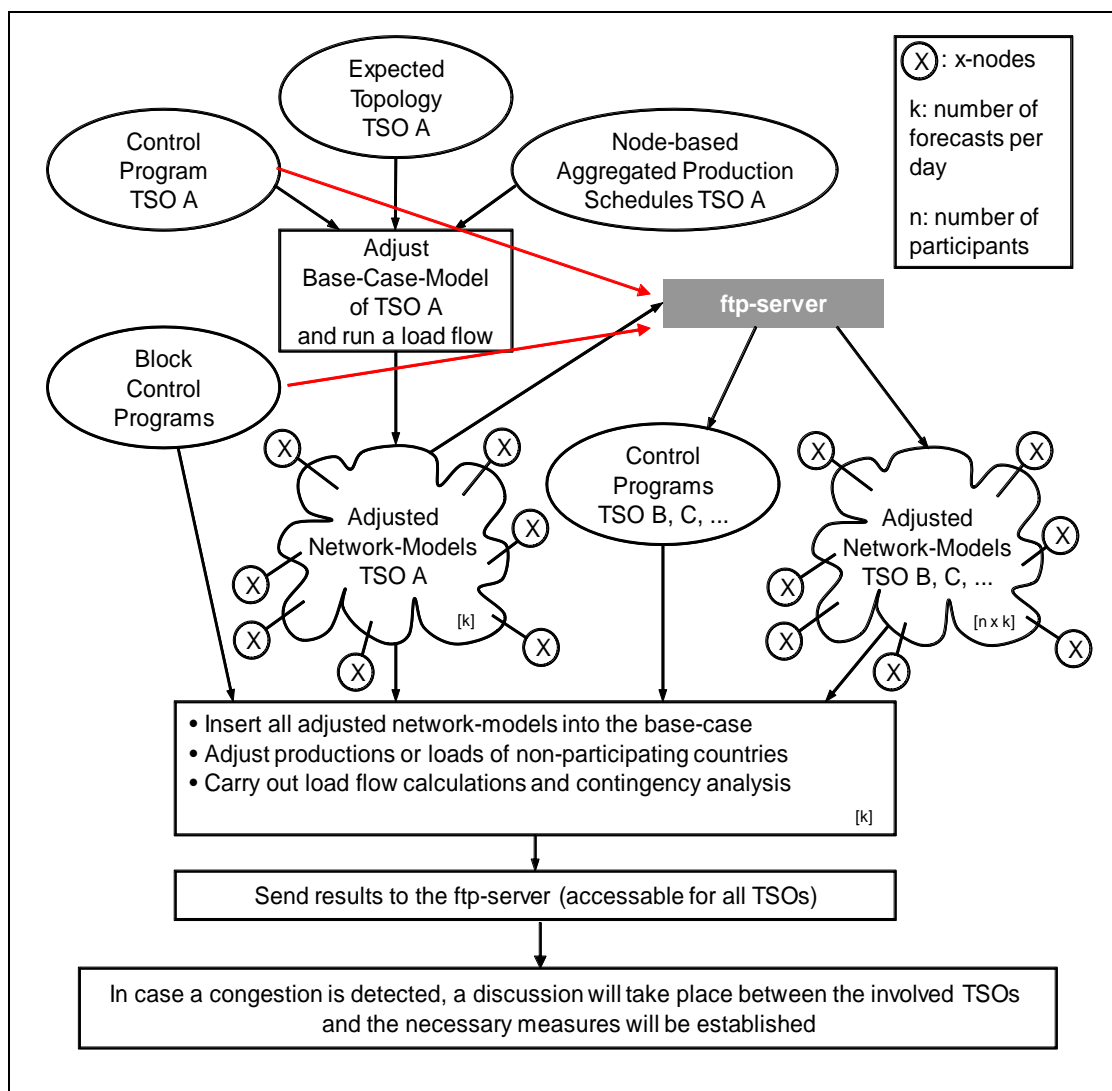 Expected
Topology
TSO A
Control
Program
TSO A
Node-based
Aggregated Production
Schedules TSO A
X : x-nodes
k: number of
forecasts per
day
n: number of
participants
Adjust
Base-Case-Model
of TSO A
and run a load flow
ftp-server
Block
Control
Programs
X
X
X
X
X
X
X
Adjusted
Network-Models
TSO A
[k]
Control
Programs
TSO B, C, ...
X
X
X
X
X
X
X
Adjusted
Network-Models
TSO B, C, ...
[n x k]
• Insert all adjusted network-models into the base-case
• Adjust productions or loads of non-participating countries
• Carry out load flow calculations and contingency analysis
[k]
Send results to the ftp-server (accessable for all TSOs)
In case a congestion is detected, a discussion will take place between the involved TSOs
and the necessary measures will be established